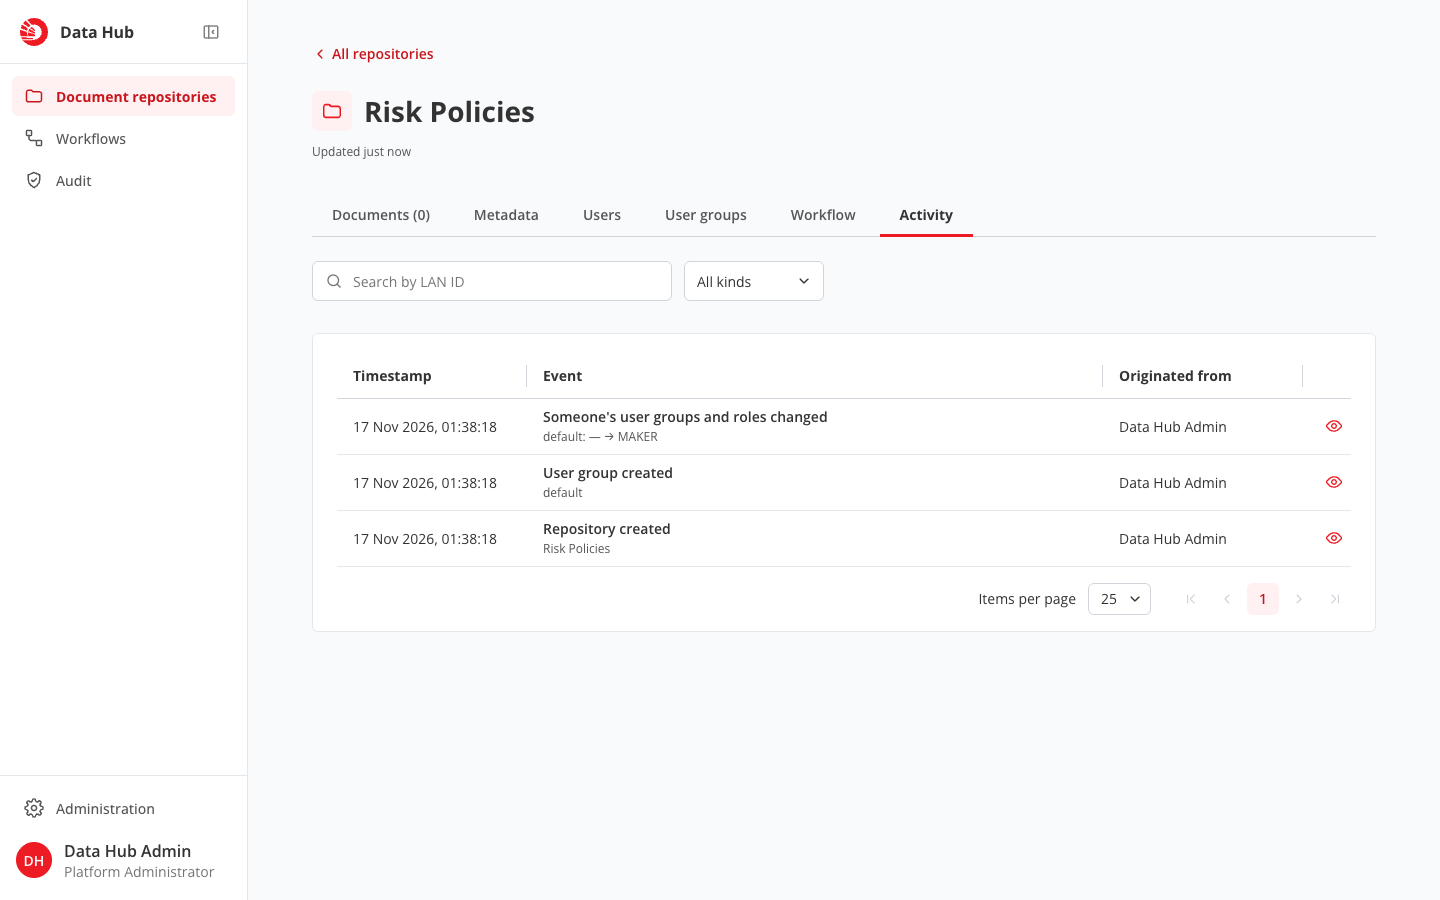 Data Hub
Document repositories
Workflows
Audit
Administration
DH
Data Hub Admin
Platform Administrator
All repositories
Risk Policies
Updated just now
Documents (0)
Metadata
Users
User groups
Workflow
Activity
Search by LAN ID
All kinds
Timestamp
Event
Originated from
17 Nov 2026, 01:38:18
Someone's user groups and roles changed
default: — → MAKER
Data Hub Admin
17 Nov 2026, 01:38:18
User group created
default
Data Hub Admin
17 Nov 2026, 01:38:18
Repository created
Risk Policies
Data Hub Admin
Items per page
25
1